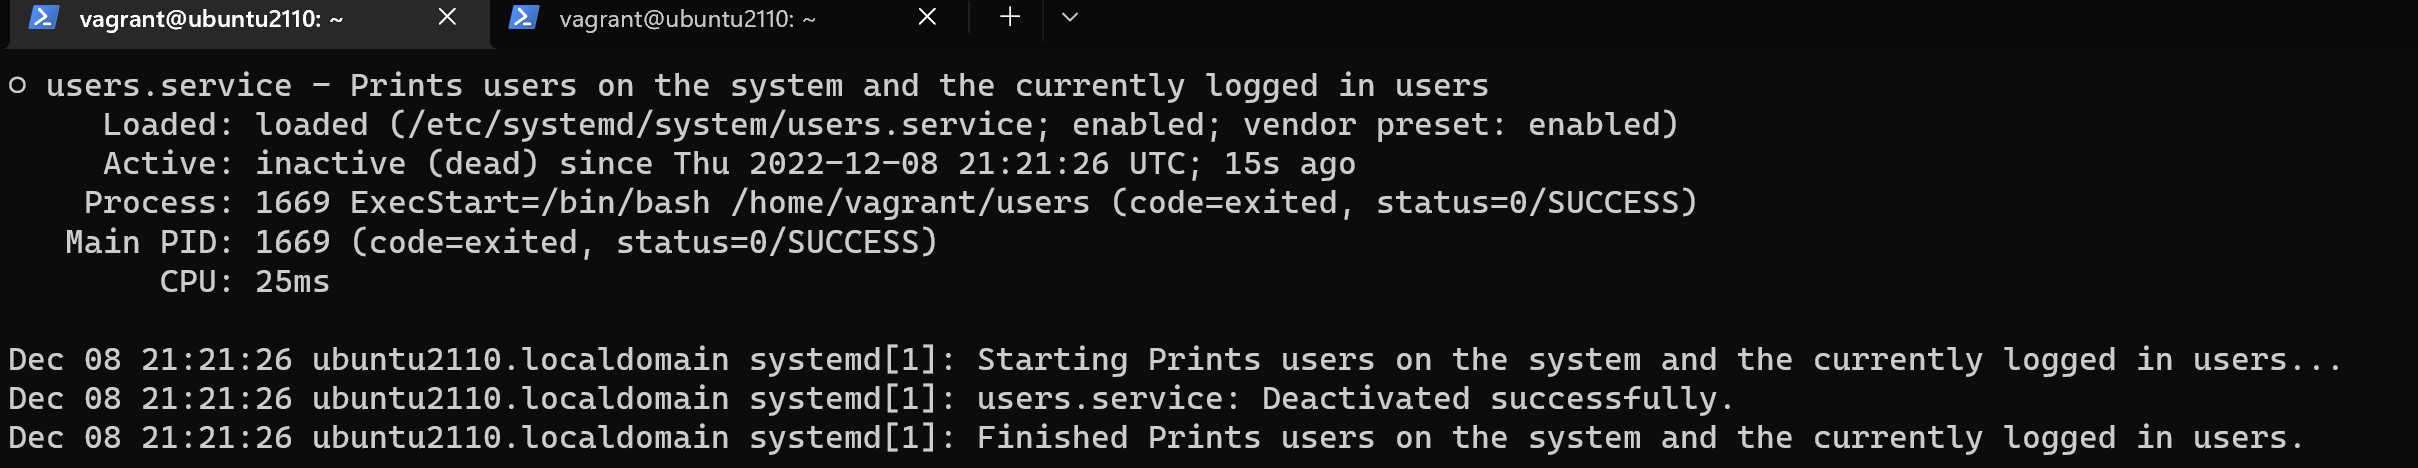 vagrant@ubuntu2110: ~ vagrant@ubuntu2110: ~
○ users.service - Prints users on the system and the currently logged in users
Loaded: loaded (/etc/systemd/system/users.service; enabled; vendor preset: enabled)
Active: inactive (dead) since Thu 2022-12-08 21:21:26 UTC; 15s ago
Process: 1669 ExecStart=/bin/bash /home/vagrant/users (code=exited, status=0/SUCCESS)
Main PID: 1669 (code=exited, status=0/SUCCESS)
CPU: 25ms
Dec 08 21:21:26 ubuntu2110.localdomain systemd[1]: Starting Prints users on the system and the currently logged in users...
Dec 08 21:21:26 ubuntu2110.localdomain systemd[1]: users.service: Deactivated successfully.
Dec 08 21:21:26 ubuntu2110.localdomain systemd[1]: Finished Prints users on the system and the currently logged in users.